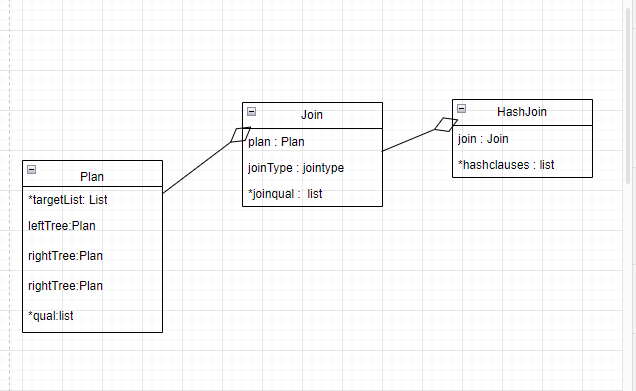 Plan
*targetList: List
leftTree:Plan
rightTree:Plan
rightTree:Plan
*qual:list
Join
plan : Plan
joinType : jointype
*joinqual : list
HashJoin
join : Join
*hashclauses : list